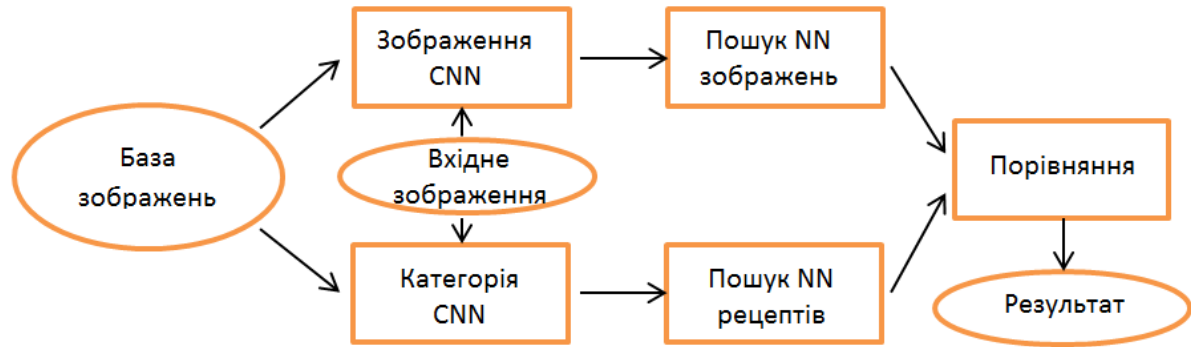 База
зображень
Зображення
CNN
Вхідне
зображення
Категорія
CNN
Пошук NN
зображень
Пошук NN
рецептів
Порівняння
Результат